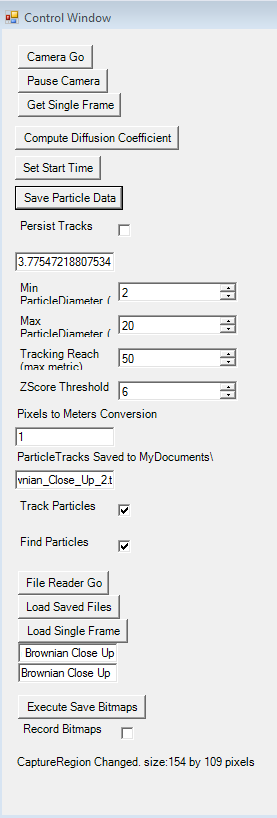 Control Window
Camera Go
Pause Camera
Get Single Frame
Compute Diffusion Coefficient
Set Start Time
Save Particle Data
Persist Tracks
3.77547218807534
Min
ParticleDiameter (
2
Max
ParticleDiameter (
20
Tracking Reach
(max metric)
50
ZScore Threshold
6
Pixels to Meters Conversion
1
ParticleTracks Saved to MyDocuments\
wnian_Close_Up_2.t
Track Particles
Find Particles
File Reader Go
Load Saved Files
Load Single Frame
Brownian Close Up
Brownian Close Up
Execute Save Bitmaps
Record Bitmaps
CaptureRegion Changed. size:154 by 109 pixels